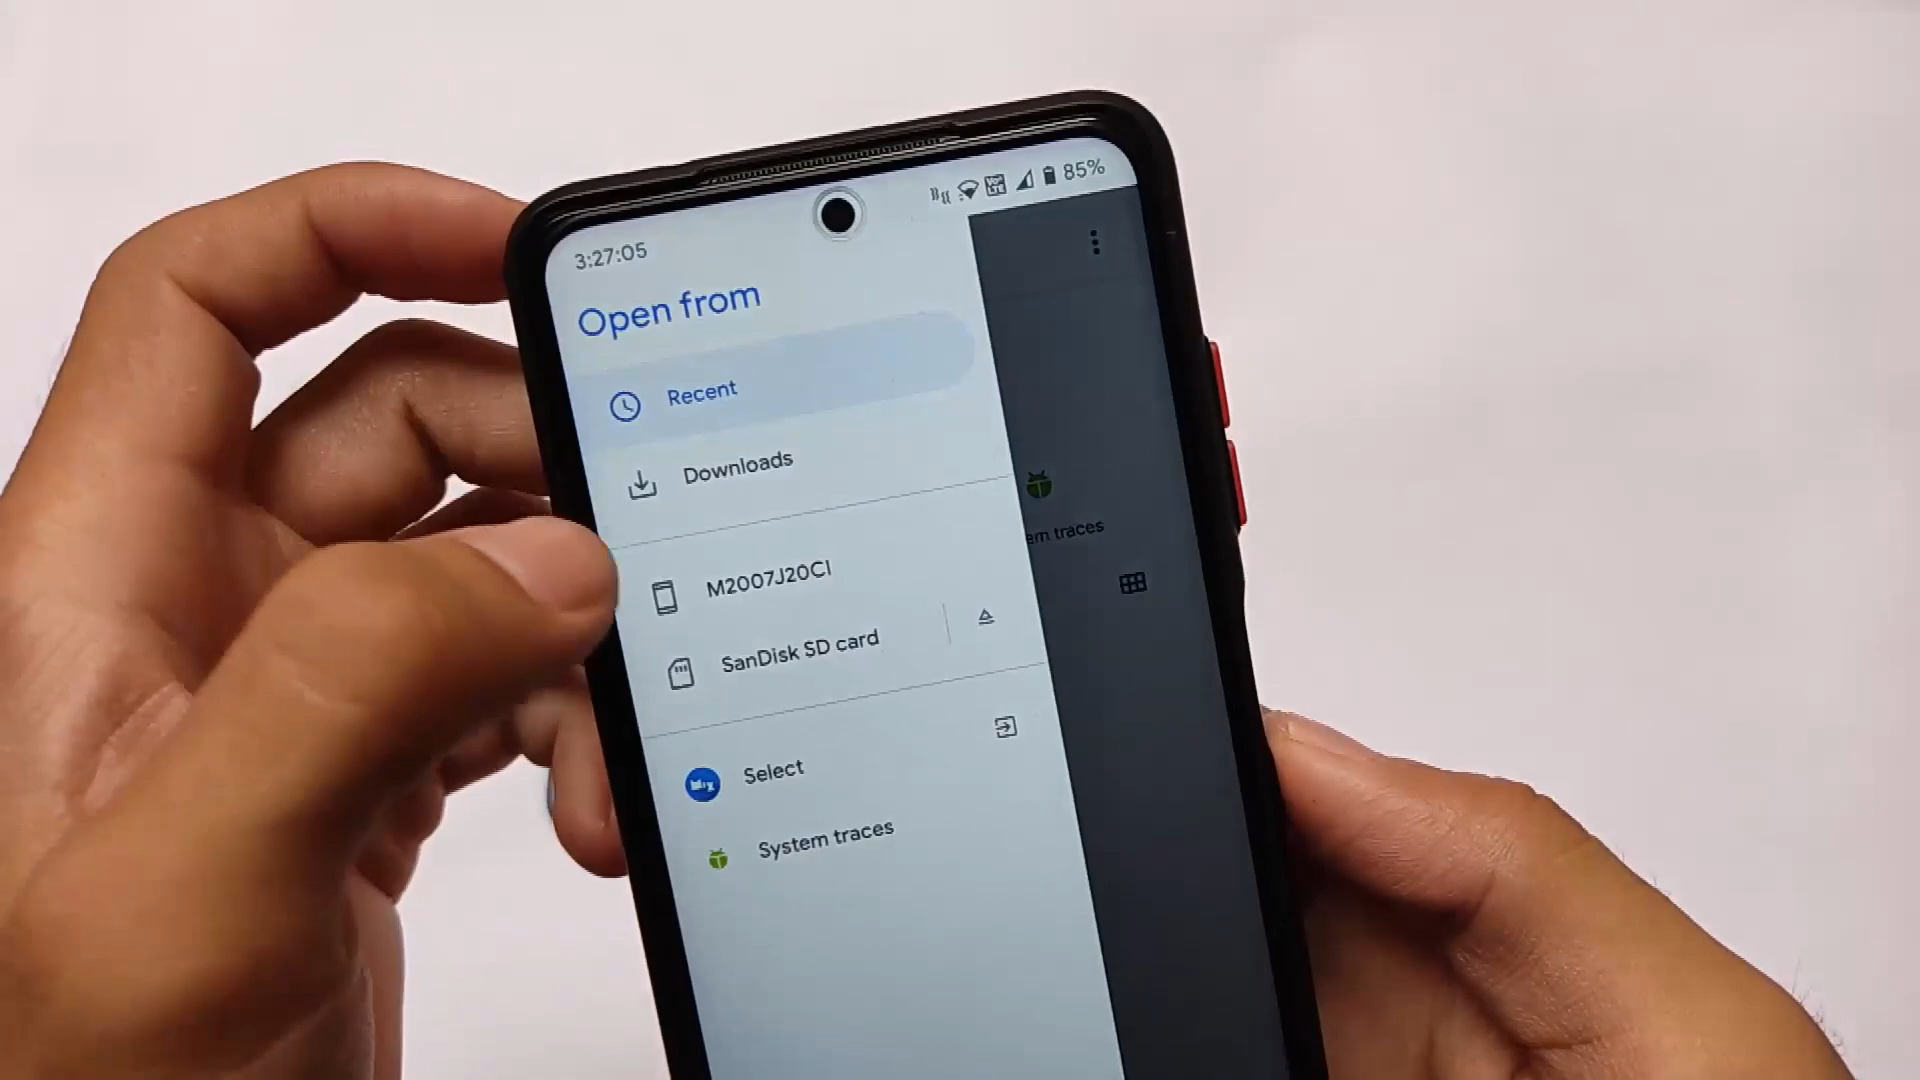 3:27:05
85%
Open from
Recent
Downloads
M2007J20CI
SanDisk SD card
Select
System traces
em traces